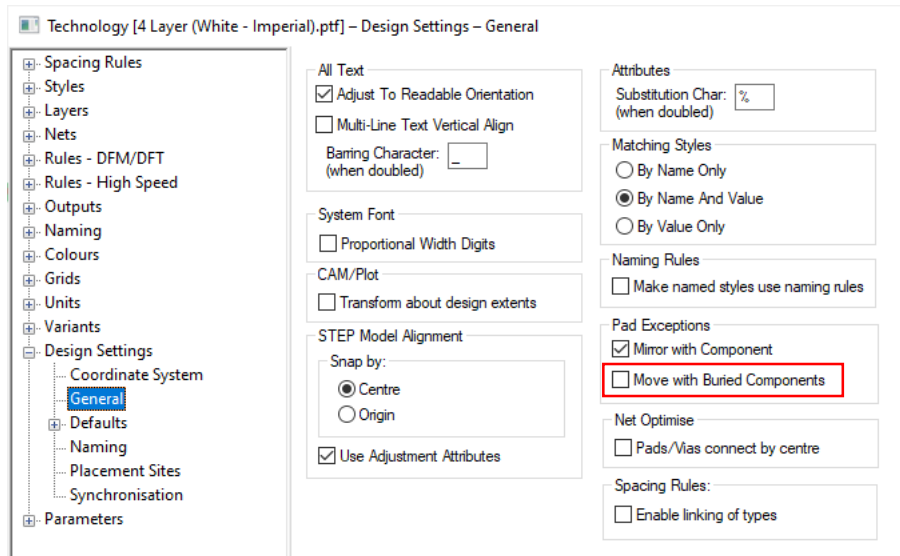 Technology [4 Layer (White - Imperial).ptf] – Design Settings – General
Spacing Rules
Styles
Layers
Nets
Rules - DFM/DFT
Rules - High Speed
Outputs
Naming
Colours
Grids
Units
Variants
Design Settings
Coordinate System
General
Defaults
Naming
Placement Sites
Synchronisation
Parameters
All Text
Adjust To Readable Orientation
Multi-Line Text Vertical Align
Barring Character: _
(when doubled)
System Font
Proportional Width Digits
CAM/Plot
Transform about design extents
STEP Model Alignment
Snap by:
Centre
Origin
Use Adjustment Attributes
Attributes
Substitution Char: %
(when doubled)
Matching Styles
By Name Only
By Name And Value
By Value Only
Naming Rules
Make named styles use naming rules
Pad Exceptions
Mirror with Component
Move with Buried Components
Net Optimise
Pads/Vias connect by centre
Spacing Rules:
Enable linking of types